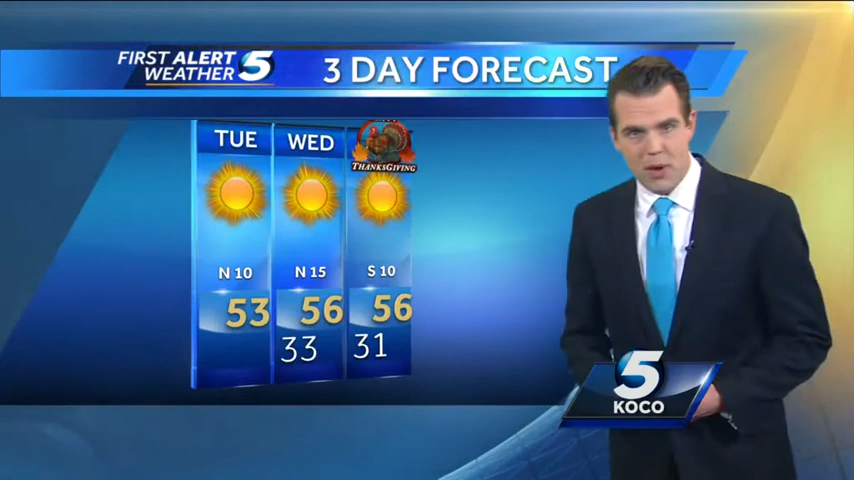 FIRST ALERT
WEATHER 5
3 DAY FORECAST
TUE WED
THANKSGIVING
N 10 N 15 S 10
53 56 56
33 31
5
KOCO